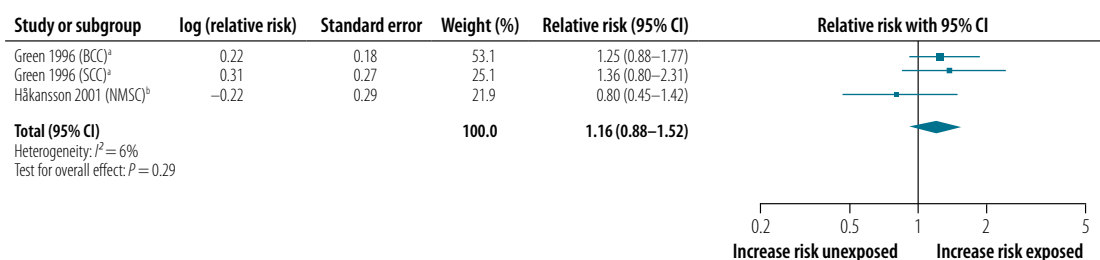 Study or subgroup log (relative risk) Standard error Weight (%) Relative risk (95% CI) Relative risk with 95% CI
Green 1996 (BCC)ᵃ 0.22 0.18 53.1 1.25 (0.88–1.77)
Green 1996 (SCC)ᵃ 0.31 0.27 25.1 1.36 (0.80–2.31)
Håkansson 2001 (NMSC)ᵇ –0.22 0.29 21.9 0.80 (0.45–1.42)
Total (95% CI) 100.0 1.16 (0.88–1.52)
Heterogeneity: I² = 6%
Test for overall effect: P = 0.29
0.2 0.5 1 2 5
Increase risk unexposed Increase risk exposed